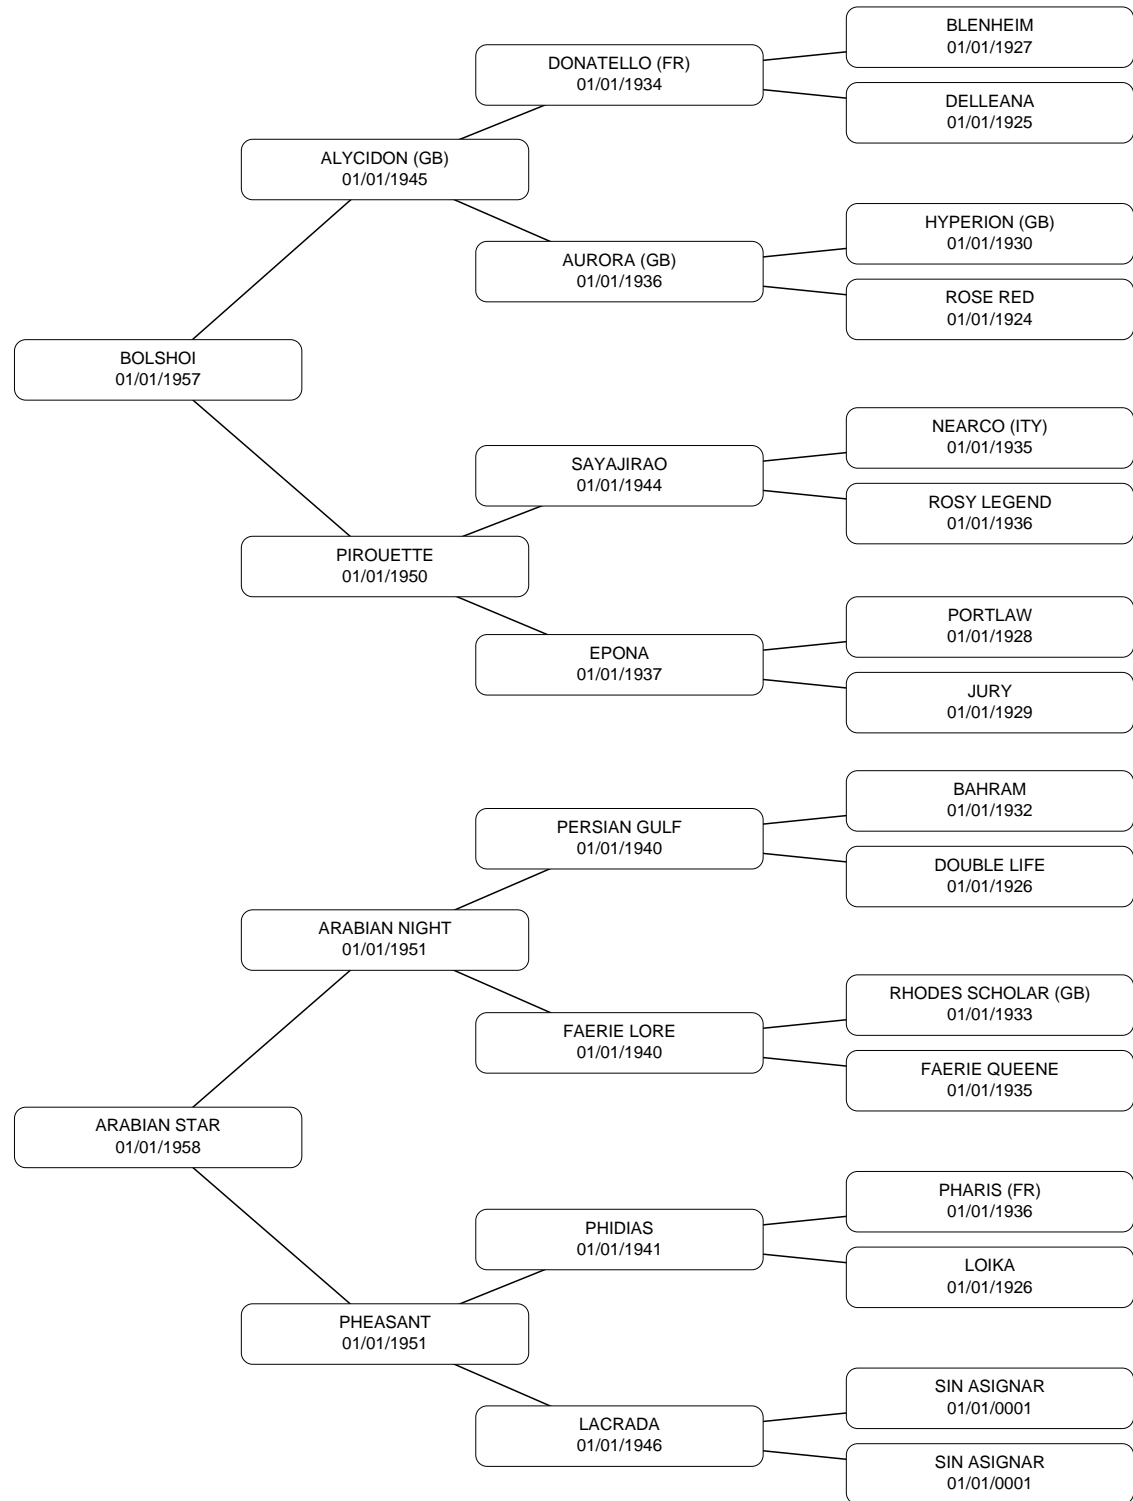 BLENHEIM
01/01/1927
DONATELLO (FR)
01/01/1934
DELLEANA
01/01/1925
ALYCIDON (GB)
01/01/1945
HYPERION (GB)
01/01/1930
AURORA (GB)
01/01/1936
ROSE RED
01/01/1924
BOLSHOI
01/01/1957
NEARCO (ITY)
01/01/1935
SAYAJIRAO
01/01/1944
ROSY LEGEND
01/01/1936
PIROUETTE
01/01/1950
PORTLAW
01/01/1928
EPONA
01/01/1937
JURY
01/01/1929
BAHRAM
01/01/1932
PERSIAN GULF
01/01/1940
DOUBLE LIFE
01/01/1926
ARABIAN NIGHT
01/01/1951
RHODES SCHOLAR (GB)
01/01/1933
FAERIE LORE
01/01/1940
FAERIE QUEENE
01/01/1935
ARABIAN STAR
01/01/1958
PHARIS (FR)
01/01/1936
PHIDIAS
01/01/1941
LOIKA
01/01/1926
PHEASANT
01/01/1951
SIN ASIGNAR
01/01/0001
LACRADA
01/01/1946
SIN ASIGNAR
01/01/0001